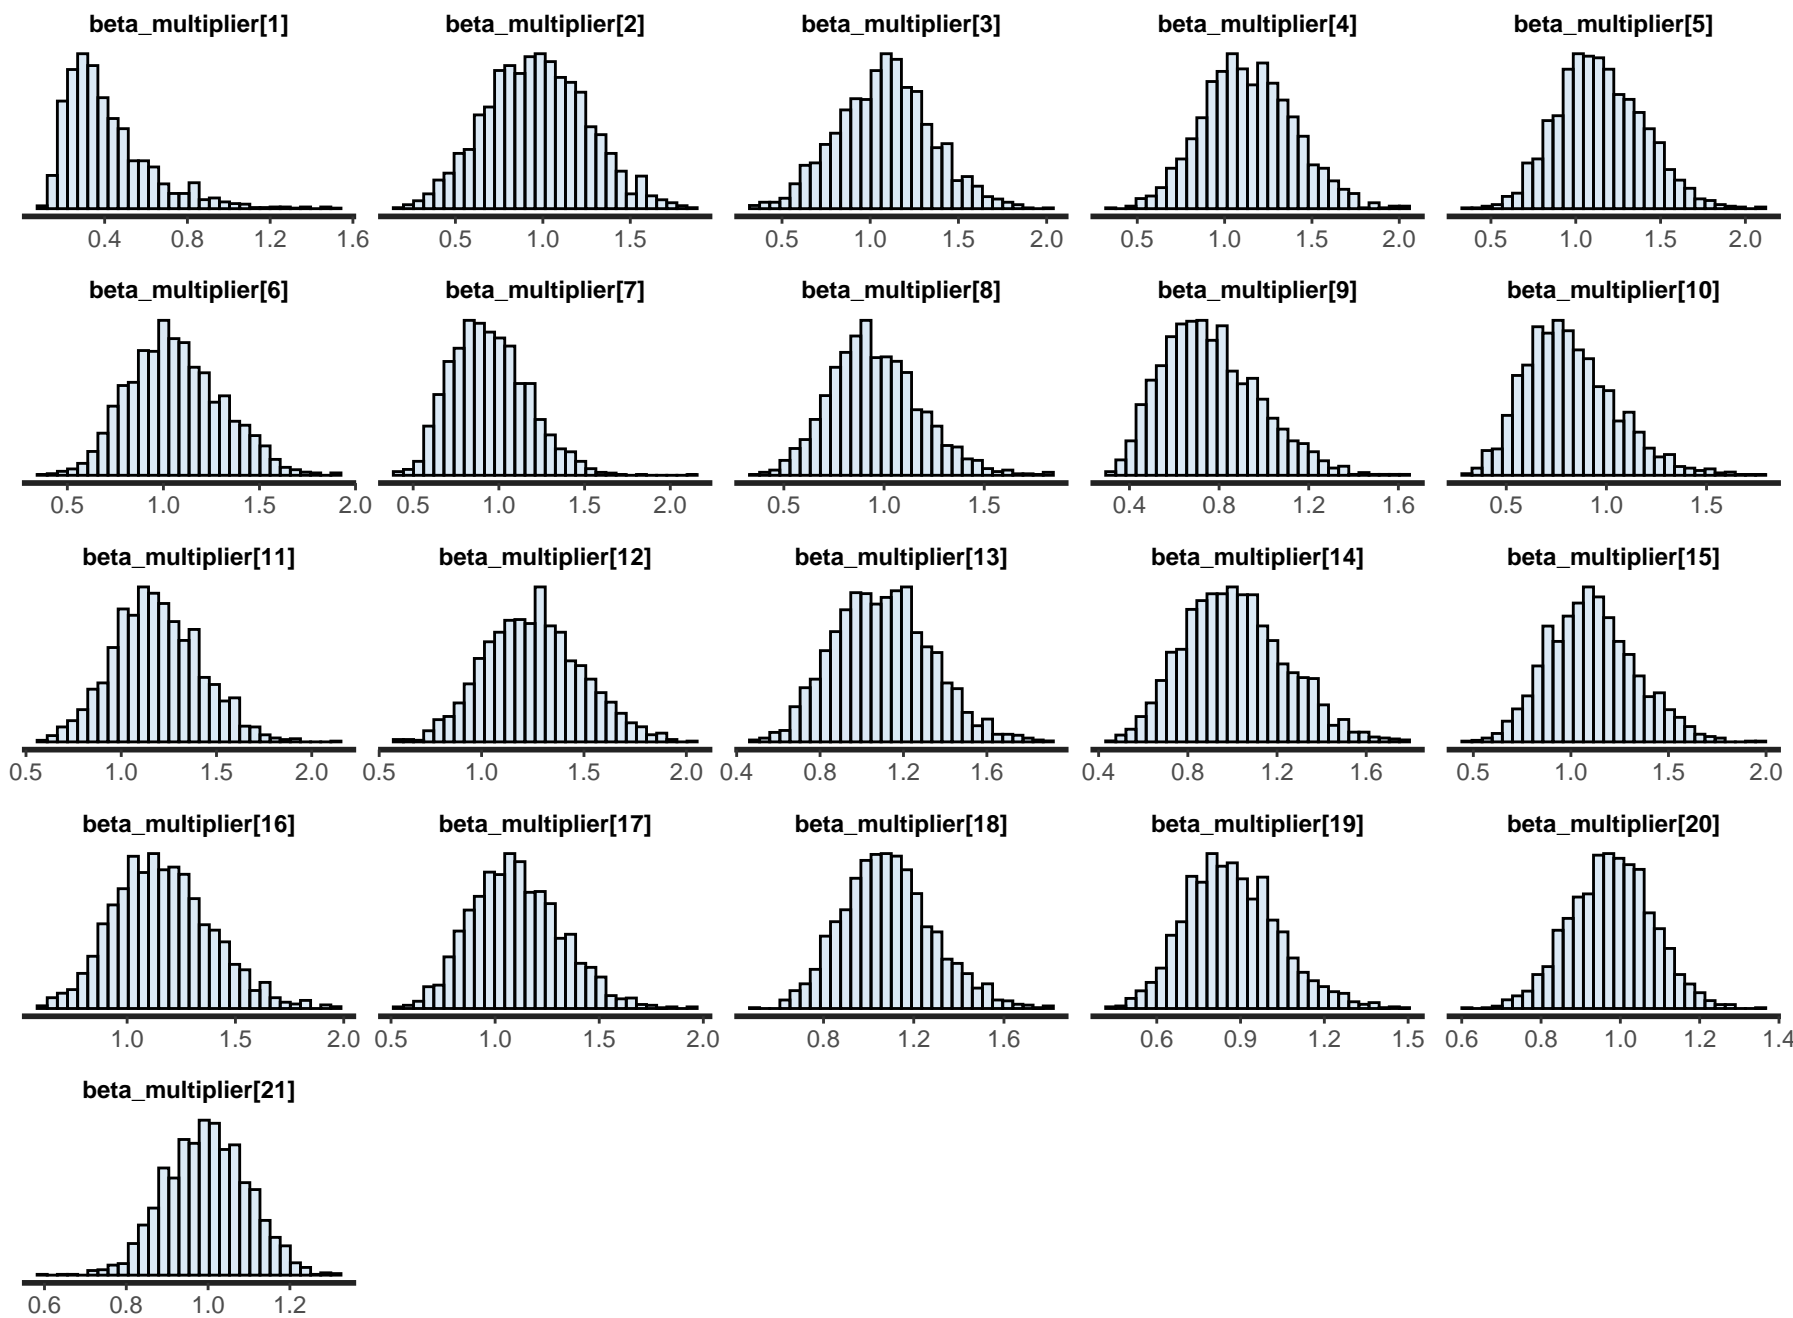 beta_multiplier[1] beta_multiplier[2] beta_multiplier[3] beta_multiplier[4] beta_multiplier[5]
0.4 0.8 1.2 1.6 0.5 1.0 1.5 0.5 1.0 1.5 2.0 0.5 1.0 1.5 2.0 0.5 1.0 1.5 2.0
beta_multiplier[6] beta_multiplier[7] beta_multiplier[8] beta_multiplier[9] beta_multiplier[10]
0.5 1.0 1.5 2.0 0.5 1.0 1.5 2.0 0.5 1.0 1.5 0.4 0.8 1.2 1.6 0.5 1.0 1.5
beta_multiplier[11] beta_multiplier[12] beta_multiplier[13] beta_multiplier[14] beta_multiplier[15]
0.5 1.0 1.5 2.0 0.5 1.0 1.5 2.0 0.4 0.8 1.2 1.6 0.4 0.8 1.2 1.6 0.5 1.0 1.5 2.0
beta_multiplier[16] beta_multiplier[17] beta_multiplier[18] beta_multiplier[19] beta_multiplier[20]
1.0 1.5 2.0 0.5 1.0 1.5 2.0 0.8 1.2 1.6 0.6 0.9 1.2 1.5 0.6 0.8 1.0 1.2 1.4
beta_multiplier[21]
0.6 0.8 1.0 1.2